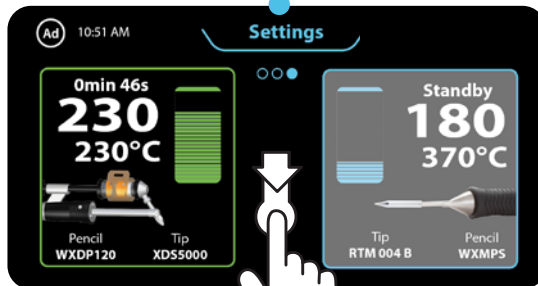 Ad 10:51 AM Settings
0min 46s
230
230°C
Pencil Tip
WXDP120 XDS5000
Standby
180
370°C
Tip Pencil
RTM 004 B WXMPS